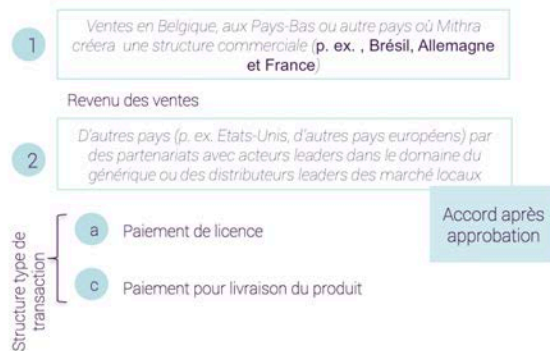 1
Ventes en Belgique, aux Pays-Bas ou autre pays où Mithra
créera une structure commerciale (p. ex. , Brésil, Allemagne
et France)
Revenu des ventes
2
D'autres pays (p. ex. Etats-Unis, d'autres pays européens) par
des partenariats avec acteurs leaders dans le domaine du
générique ou des distributeurs leaders des marché locaux
Accord après
approbation
Structure type de
transaction
a
Paiement de licence
c
Paiement pour livraison du produit